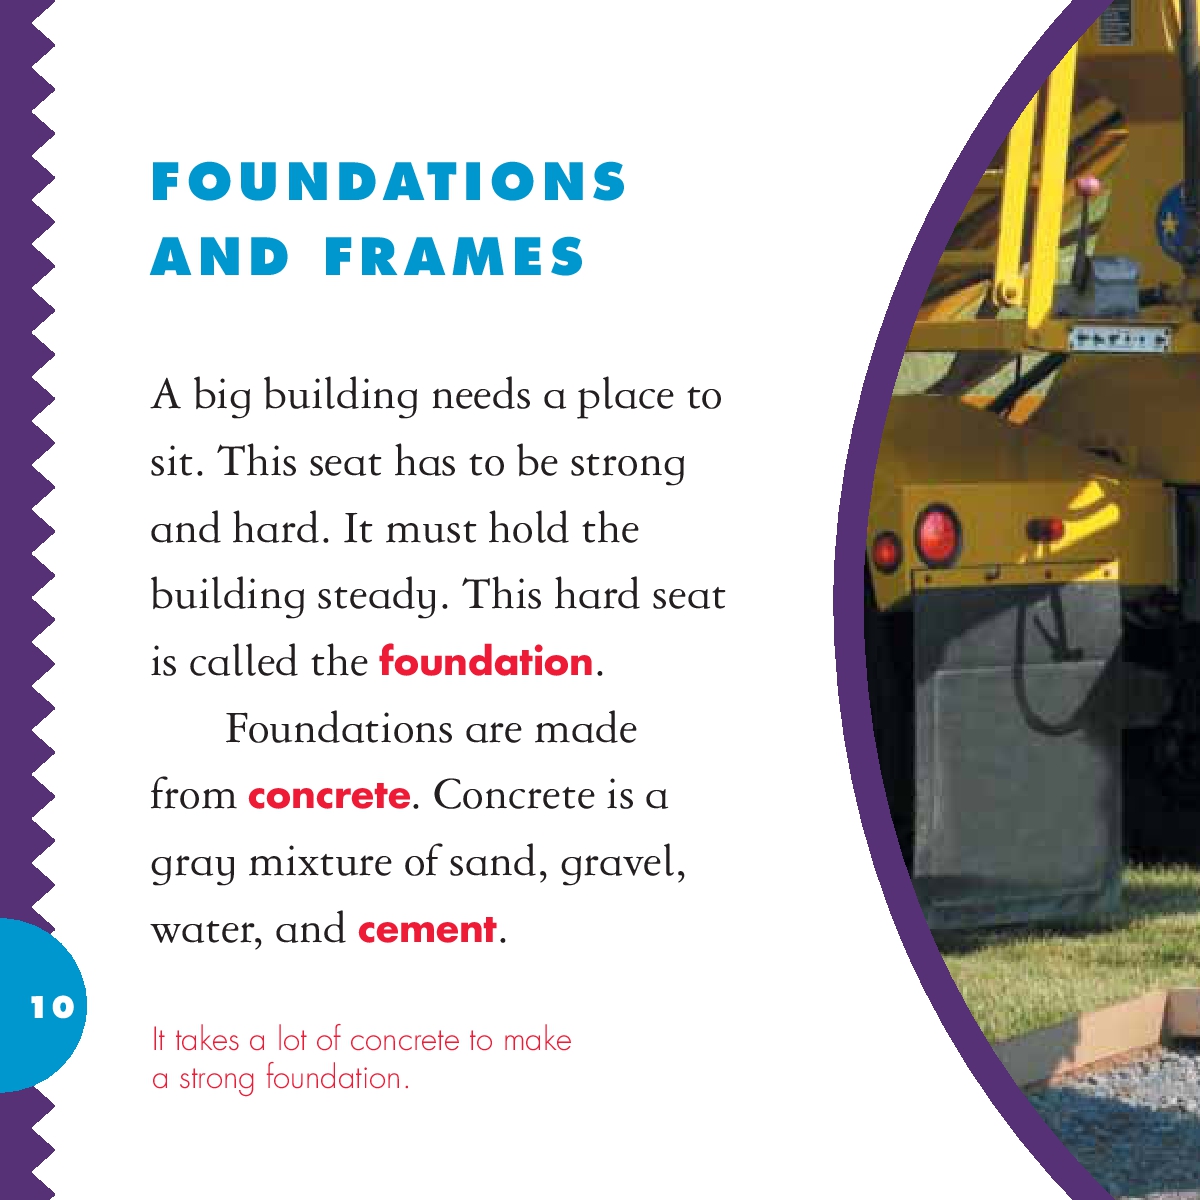 FOUNDATIONS
AND FRAMES
A big building needs a place to
sit. This seat has to be strong
and hard. It must hold the
building steady. This hard seat
is called the foundation.
Foundations are made
from concrete. Concrete is a
gray mixture of sand, gravel,
water, and cement.
10
It takes a lot of concrete to make
a strong foundation.